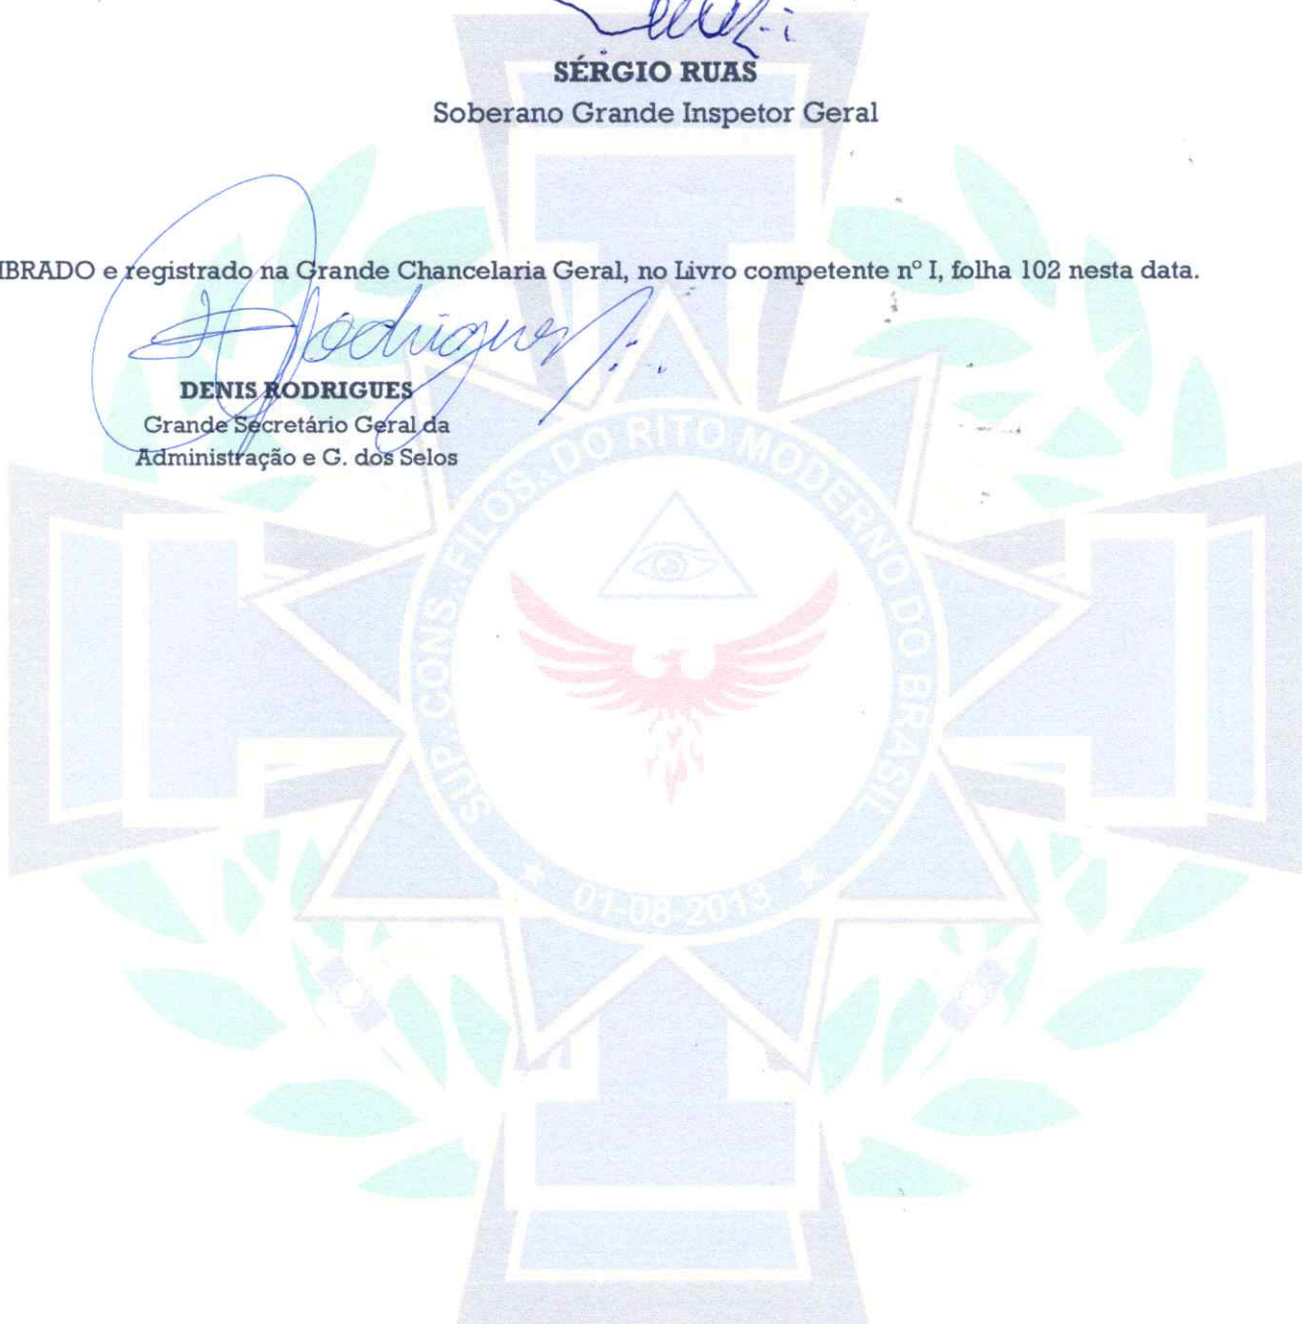 SÉRGIO RUAS
Soberano Grande Inspetor Geral
IBRADO e registrado na Grande Chancelaria Geral, no Livro competente nº I, folha 102 nesta data.
Rodrigues
DENIS RODRIGUES
Grande Secretário Geral da
Administração e G. dos Selos
SUP∴ CONS∴ FILOS∴ DO RITO MODERNO DO BRASIL
★ 01-08-2013 ★